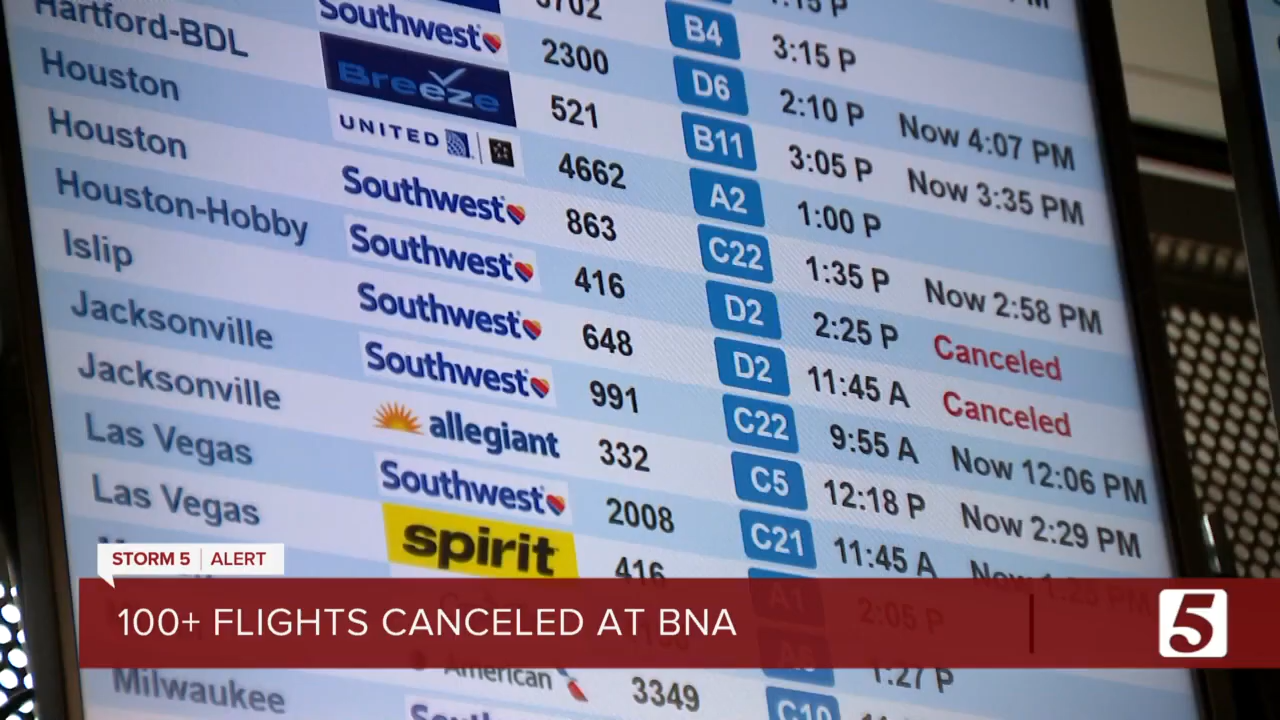 B4 3:15 P
Southwest 2300 D6 2:10 P Now 4:07 PM
Hartford-BDL Breeze 521 B11 3:05 P Now 3:35 PM
Houston UNITED 4662 A2 1:00 P
Houston Southwest 863 C22 1:35 P Now 2:58 PM
Houston-Hobby Southwest 416 D2 2:25 P Canceled
Islip Southwest 648 D2 11:45 A Canceled
Jacksonville Southwest 991 C22 9:55 A Now 12:06 PM
Jacksonville allegiant 332 C5 12:18 P Now 2:29 PM
Las Vegas Southwest 2008 C21 11:45 A Now
Las Vegas spirit 416 A1 2:05 P
1:27 P
American 3349 C10
Milwaukee
STORM 5 | ALERT
100+ FLIGHTS CANCELED AT BNA
5